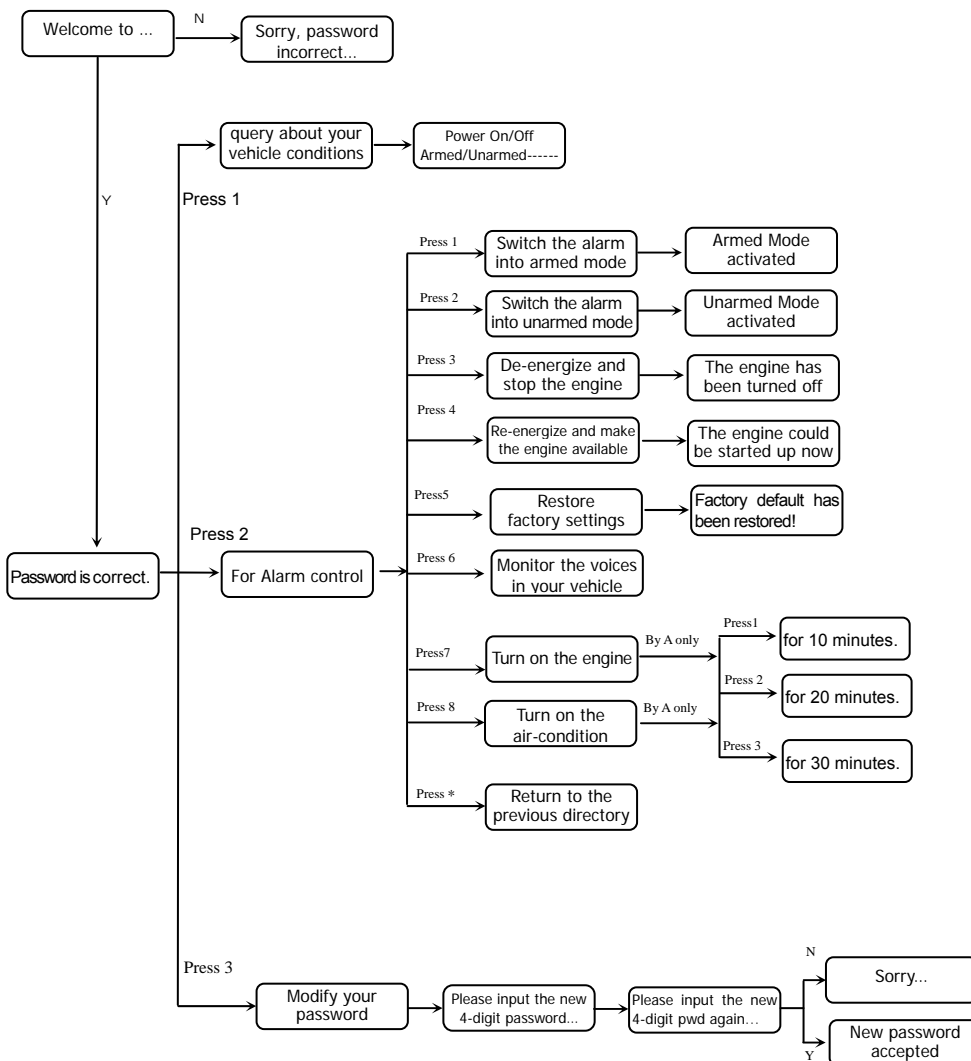 Welcome to ...
N
Sorry, password
incorrect...
Y
query about your
vehicle conditions
Power On/Off
Armed/Unarmed------
Press 1
Press 1
Switch the alarm
into armed mode
Armed Mode
activated
Press 2
Switch the alarm
into unarmed mode
Unarmed Mode
activated
Press 3
De-energize and
stop the engine
The engine has
been turned off
Press 4
Re-energize and make
the engine available
The engine could
be started up now
Press5
Restore
factory settings
Factory default has
been restored!
Press 2
Password is correct.
For Alarm control
Press 6
Monitor the voices
in your vehicle
Press7
Turn on the engine
By A only
Press1
for 10 minutes.
Press 2
for 20 minutes.
Press 8
Turn on the
air-condition
By A only
Press 3
for 30 minutes.
Press *
Return to the
previous directory
Press 3
Modify your
password
Please input the new
4-digit password...
Please input the new
4-digit pwd again...
N
Sorry...
Y
New password
accepted